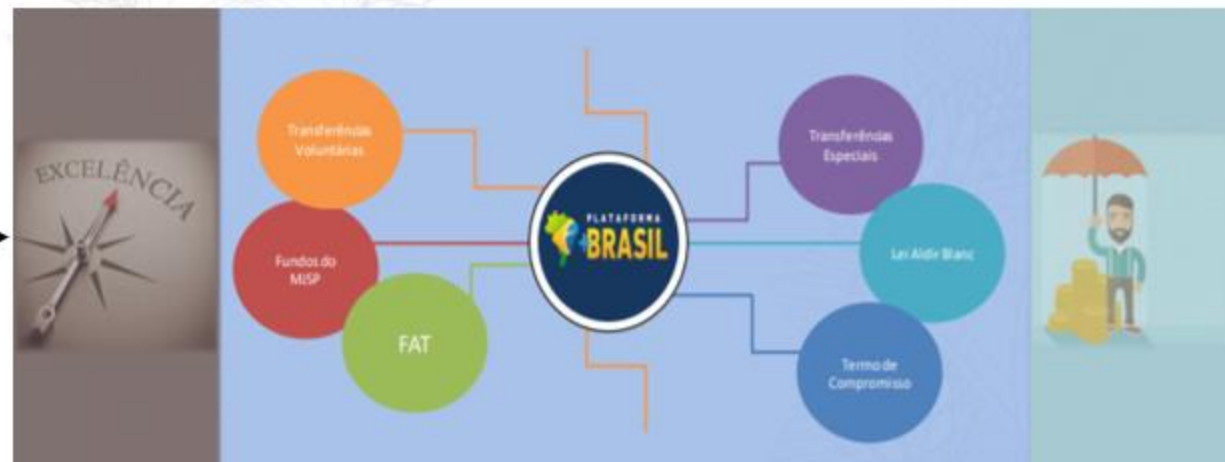 EXCELÊNCIA
Transferências
Voluntárias
Fundos do
MJSP
FAT
PLATAFORMA
+BRASIL
Transferências
Especiais
Lei Aldir Blanc
Termo de
Compromisso